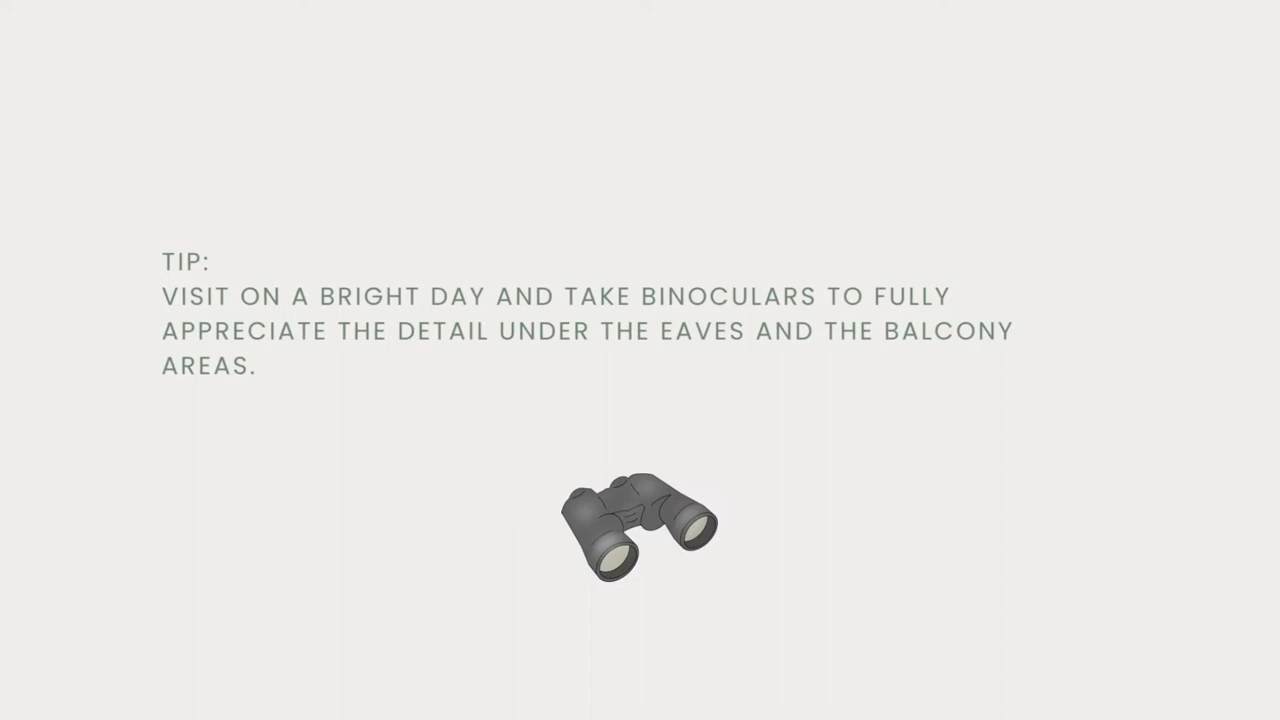 TIP:
VISIT ON A BRIGHT DAY AND TAKE BINOCULARS TO FULLY
APPRECIATE THE DETAIL UNDER THE EAVES AND THE BALCONY
AREAS.